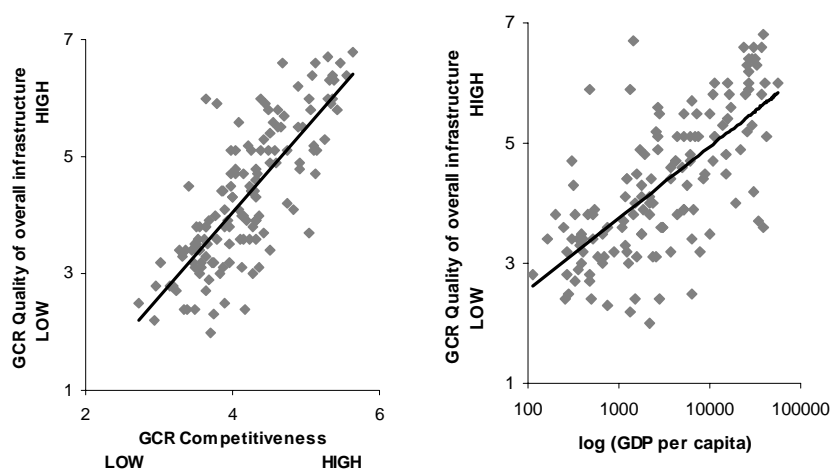 GCR Quality of overall infrastructure
LOW
HIGH
7
5
3
1
2
4
6
GCR Competitiveness
LOW
HIGH
GCR Quality of overall infrastructure
LOW
HIGH
7
5
3
1
100
1000
10000
100000
log (GDP per capita)